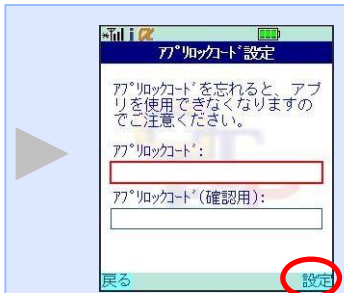 ｱﾌﾟﾘﾛｯｸｺｰﾄﾞ設定
ｱﾌﾟﾘﾛｯｸｺｰﾄﾞを忘れると、アプ
リを使用できなくなりますの
でご注意ください。
ｱﾌﾟﾘﾛｯｸｺｰﾄﾞ:
ｱﾌﾟﾘﾛｯｸｺｰﾄﾞ(確認用):
戻る
設定